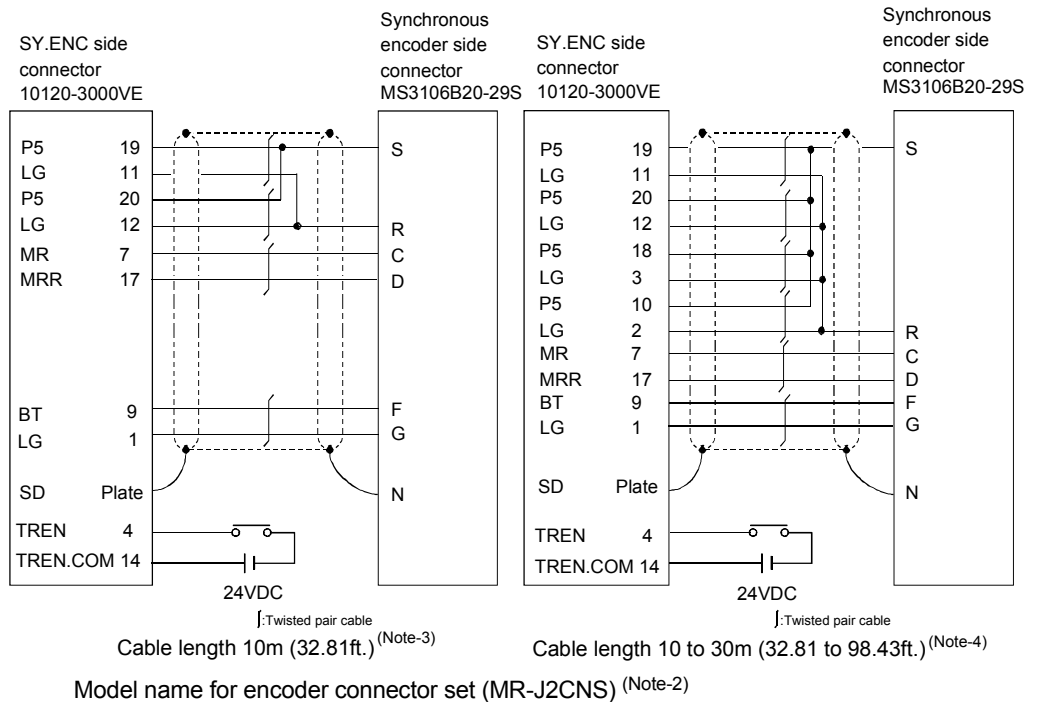 SY.ENC side
connector
10120-3000VE
Synchronous
encoder side
connector
MS3106B20-29S
P5 19 S
LG 11
P5 20
LG 12 R
MR 7 C
MRR 17 D
BT 9 F
LG 1 G
SD Plate N
TREN 4
TREN.COM 14
24VDC
∫:Twisted pair cable
Cable length 10m (32.81ft.) (Note-3)
SY.ENC side
connector
10120-3000VE
Synchronous
encoder side
connector
MS3106B20-29S
P5 19 S
LG 11
P5 20
LG 12
P5 18
LG 3
P5 10
LG 2 R
MR 7 C
MRR 17 D
BT 9 F
LG 1 G
SD Plate N
TREN 4
TREN.COM 14
24VDC
∫:Twisted pair cable
Cable length 10 to 30m (32.81 to 98.43ft.) (Note-4)
Model name for encoder connector set (MR-J2CNS) (Note-2)